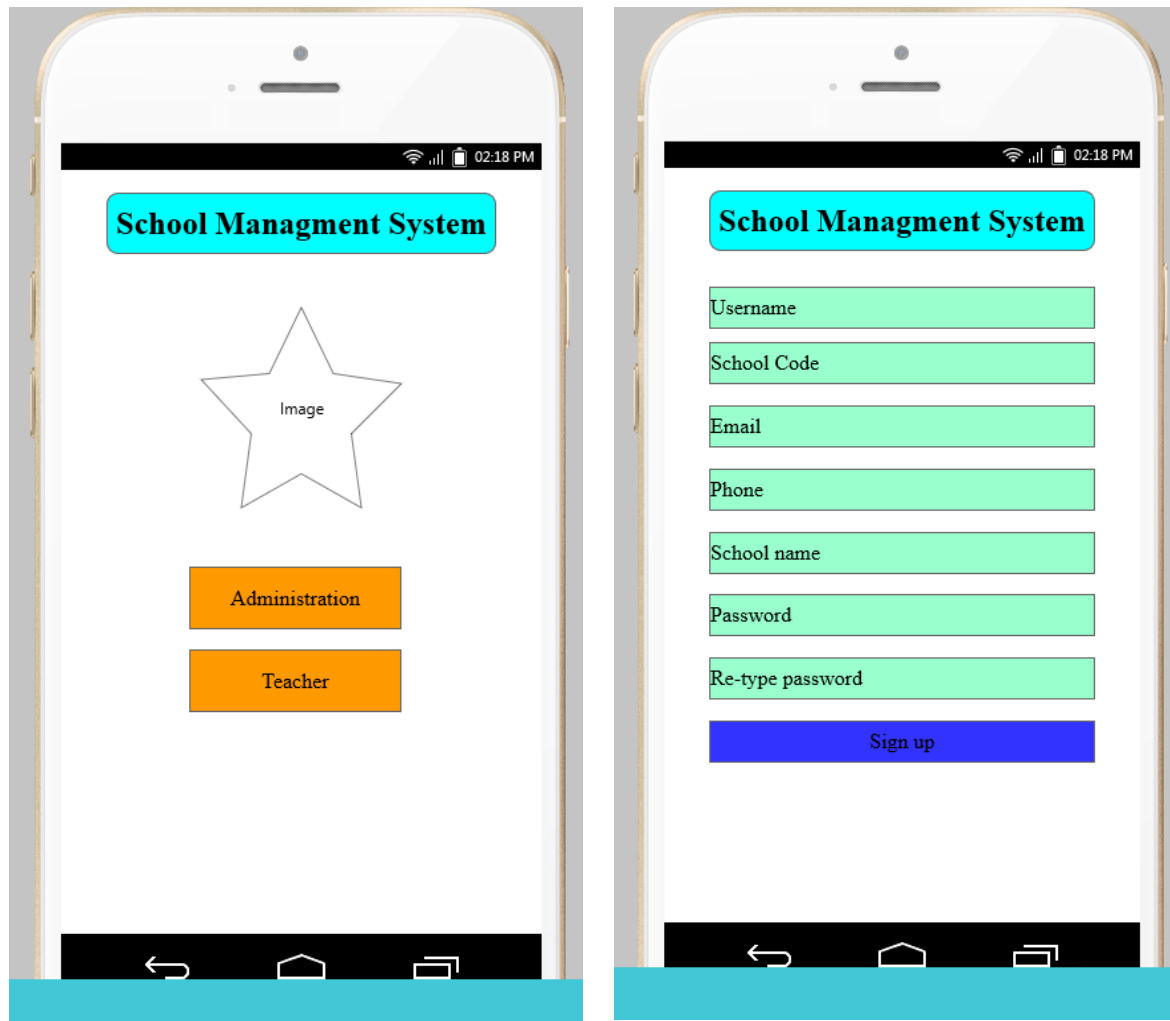 02:18 PM
School Managment System
Image
Administration
Teacher
02:18 PM
School Managment System
Username
School Code
Email
Phone
School name
Password
Re-type password
Sign up